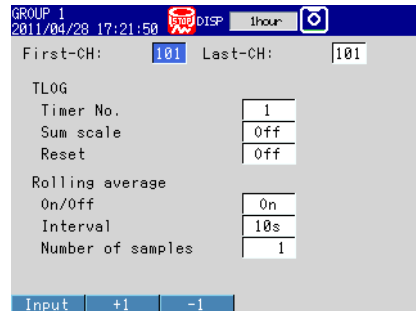 GROUP 1
2011/04/28 17:21:50 STOP DISP 1hour
First-CH: 101 Last-CH: 101
TLOG
Timer No. 1
Sum scale Off
Reset Off
Rolling average
On/Off On
Interval 10s
Number of samples 1
Input +1 -1